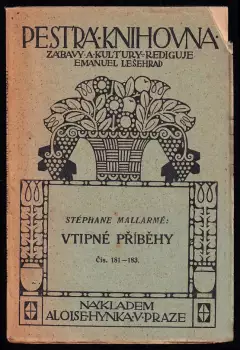 PESTRÁ·KNIHOVNA
ZÁBAVY·A·KULTURY·REDIGUJE
EMANUEL LEŠEHRAD
STÉPHANE MALLARMÉ:
VTIPNÉ PŘÍBĚHY
Čís. 181—183.
NÁKLADEM
ALOISE·HYNKA·V·PRAZE